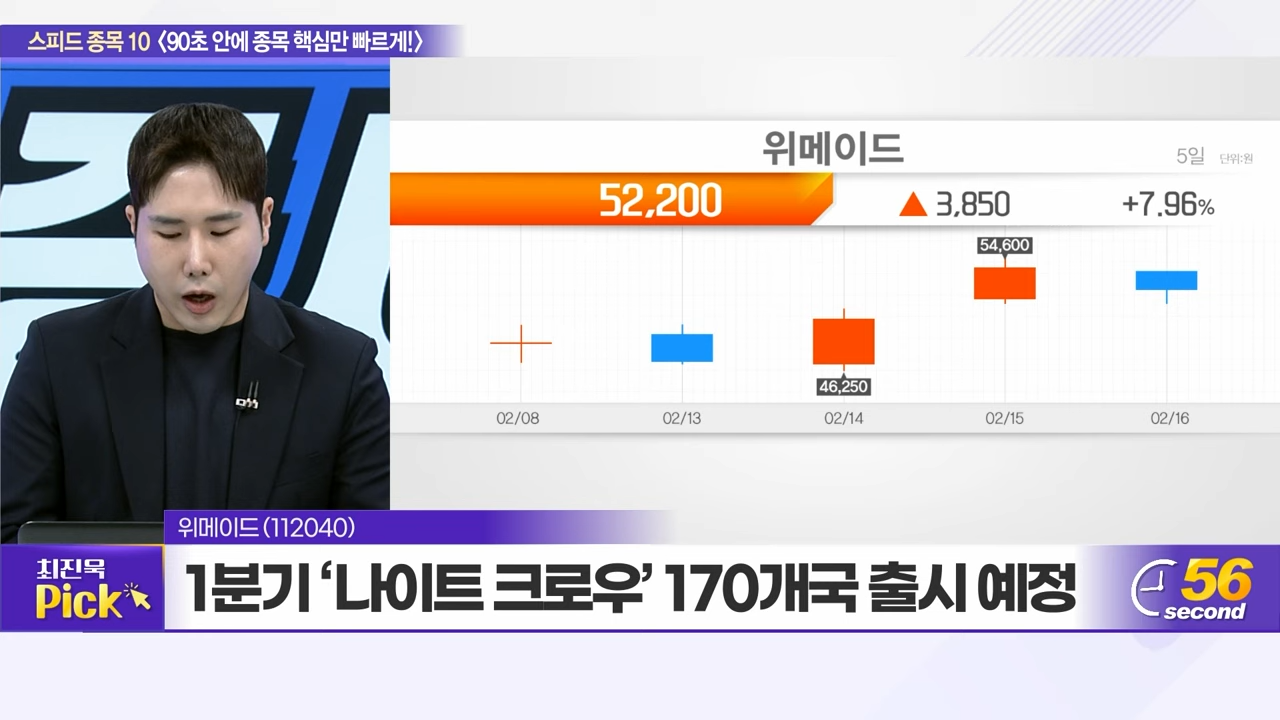 스피드 종목 10 〈90초 안에 종목 핵심만 빠르게!〉
위메이드
5일 단위:원
52,200 ▲ 3,850 +7.96%
54,600
46,250
02/08 02/13 02/14 02/15 02/16
위메이드 (112040)
최진욱
Pick
1분기 ‘나이트 크로우’ 170개국 출시 예정
56
second